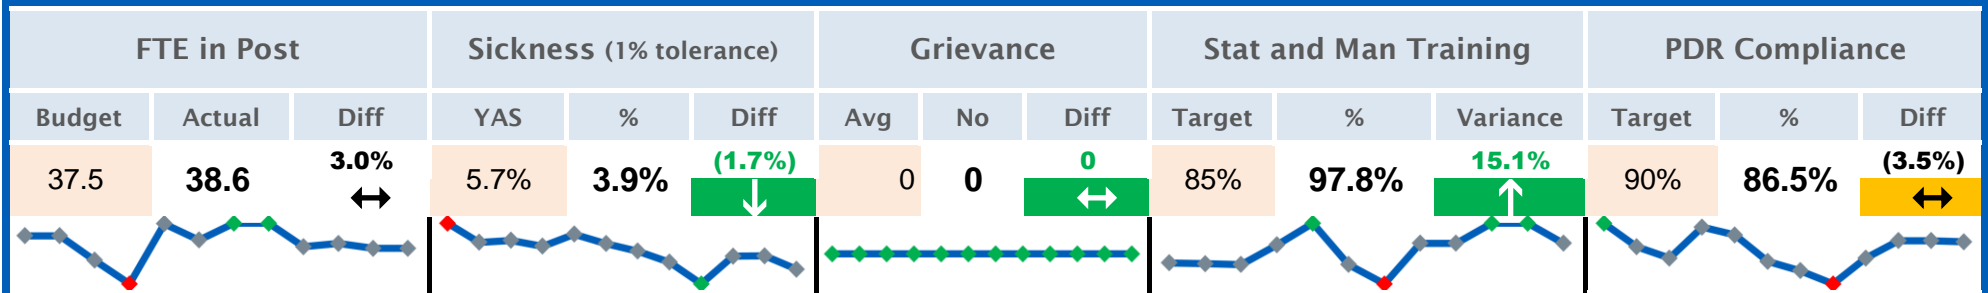 FTE in Post Sickness (1% tolerance) Grievance Stat and Man Training PDR Compliance
Budget Actual Diff YAS % Diff Avg No Diff Target % Variance Target % Diff
37.5 38.6 3.0% 5.7% 3.9% (1.7%) 0 0 0 85% 97.8% 15.1% 90% 86.5% (3.5%)